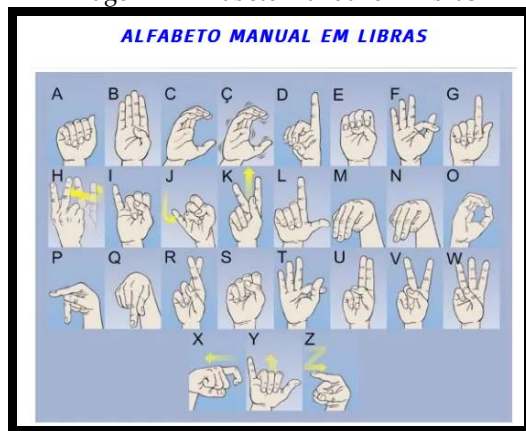 ALFABETO MANUAL EM LIBRAS
A B C Ç D E F G
H I J K L M N O
P Q R S T U V W
X Y Z